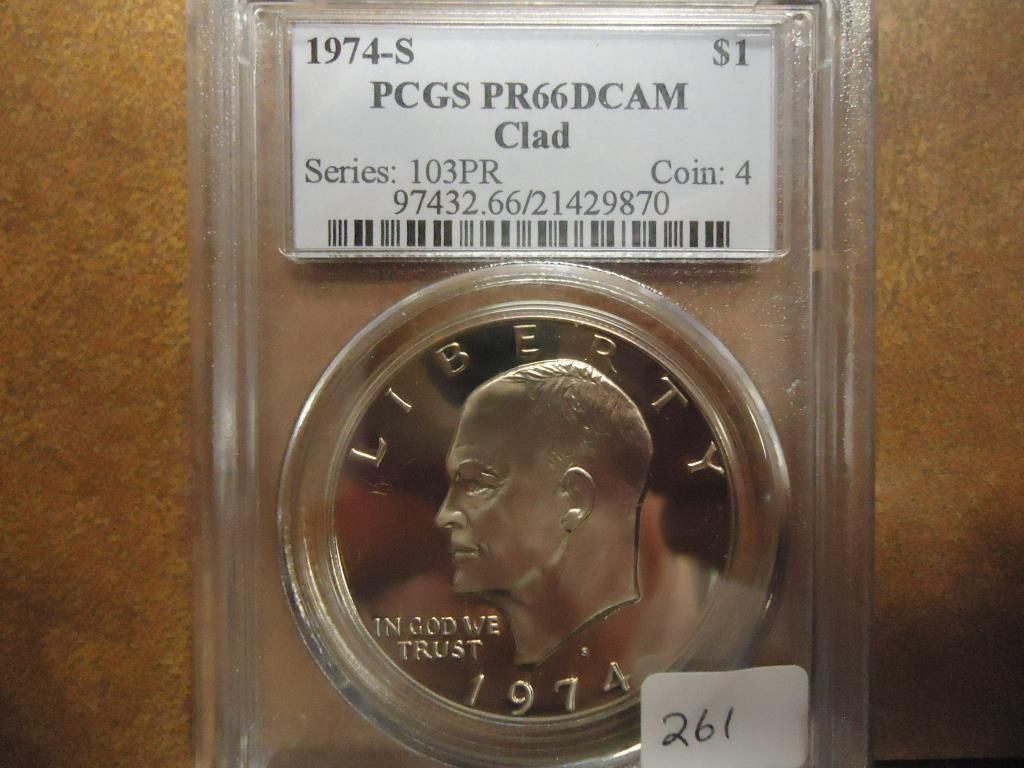 1974-S $1
PCGS PR66DCAM
Clad
Series: 103PR Coin: 4
97432.66/21429870
LIBERTY
IN GOD WE
TRUST
S
1974
261